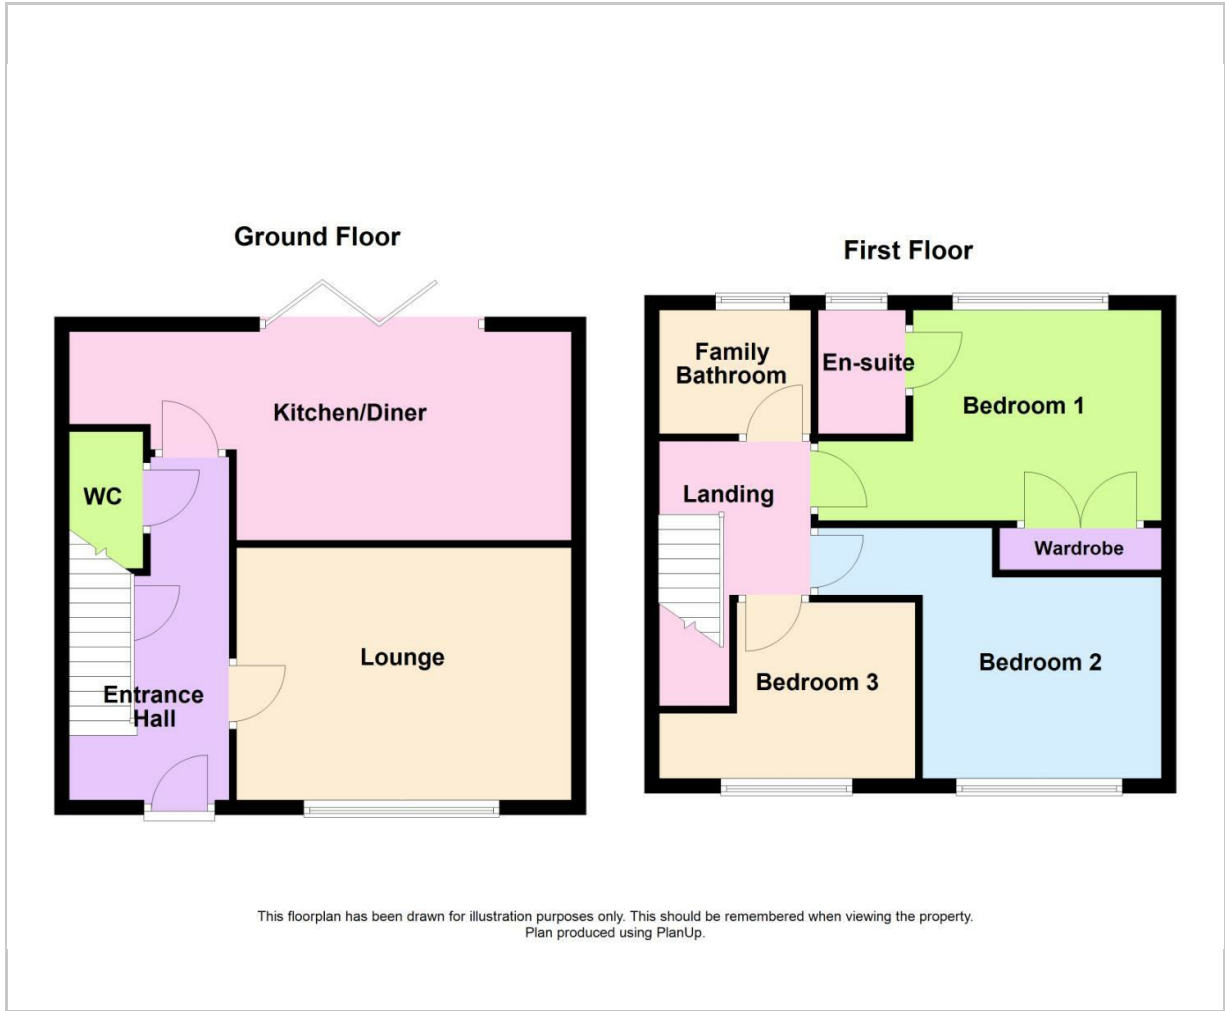 Ground Floor
Kitchen/Diner
WC
Lounge
Entrance
Hall
First Floor
Family
Bathroom
En-suite
Bedroom 1
Landing
Wardrobe
Bedroom 2
Bedroom 3
This floorplan has been drawn for illustration purposes only. This should be remembered when viewing the property.
Plan produced using PlanUp.